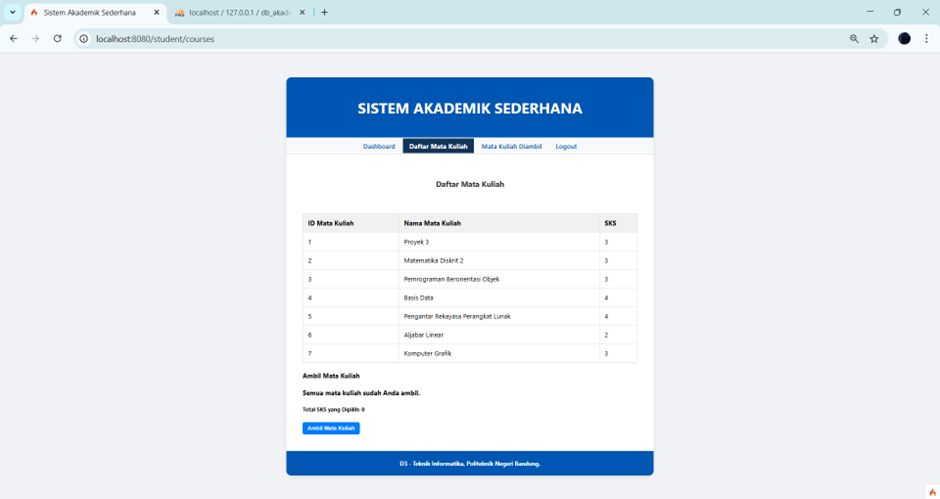 Sistem Akademik Sederhana
localhost / 127.0.0.1 / db_akade
localhost:8080/student/courses
SISTEM AKADEMIK SEDERHANA
Dashboard Daftar Mata Kuliah Mata Kuliah Diambil Logout
Daftar Mata Kuliah
ID Mata Kuliah Nama Mata Kuliah SKS
1 Proyek 3 3
2 Matematika Diskrit 2 3
3 Pemrograman Berorientasi Objek 3
4 Basis Data 4
5 Pengantar Rekayasa Perangkat Lunak 4
6 Aljabar Linear 2
7 Komputer Grafik 3
Ambil Mata Kuliah
Semua mata kuliah sudah Anda ambil.
Total SKS yang Dipilih: 0
Ambil Mata Kuliah
D3 - Teknik Informatika, Politeknik Negeri Bandung.